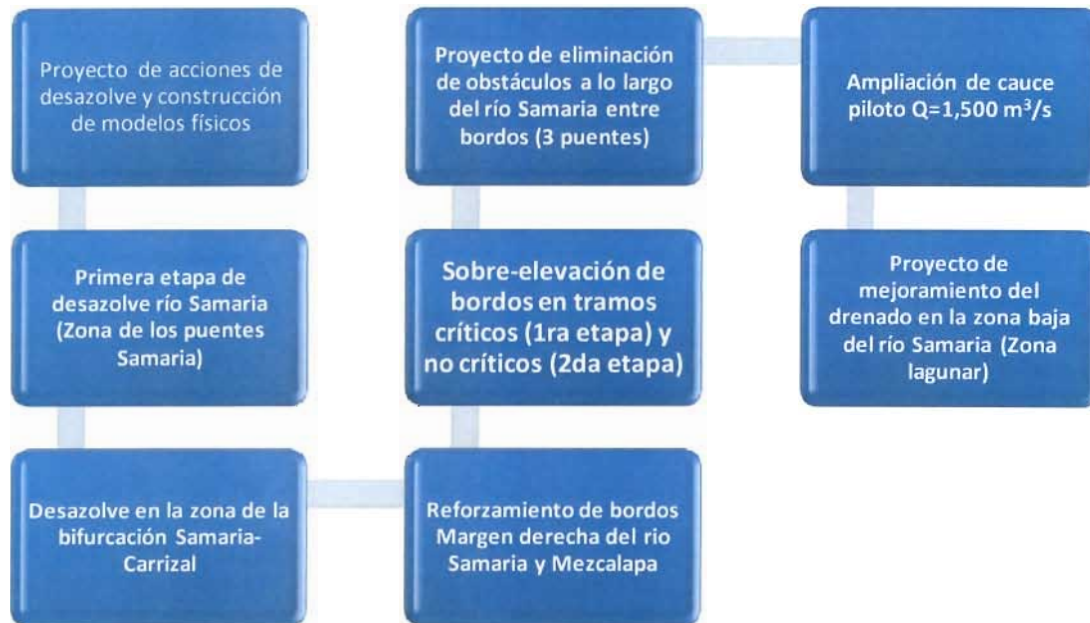 Proyecto de acciones de
desazolve y construcción
de modelos físicos
Primera etapa de
desazolve río Samaria
(Zona de los puentes
Samaria)
Desazolve en la zona de la
bifurcación Samaria-
Carrizal
Reforzamiento de bordos
Margen derecha del rio
Samaria y Mezcalapa
Sobre-elevación de
bordos en tramos
críticos (1ra etapa) y
no críticos (2da etapa)
Proyecto de eliminación
de obstáculos a lo largo
del río Samaria entre
bordos (3 puentes)
Ampliación de cauce
piloto Q=1,500 m³/s
Proyecto de
mejoramiento del
drenado en la zona baja
del río Samaria (Zona
lagunar)